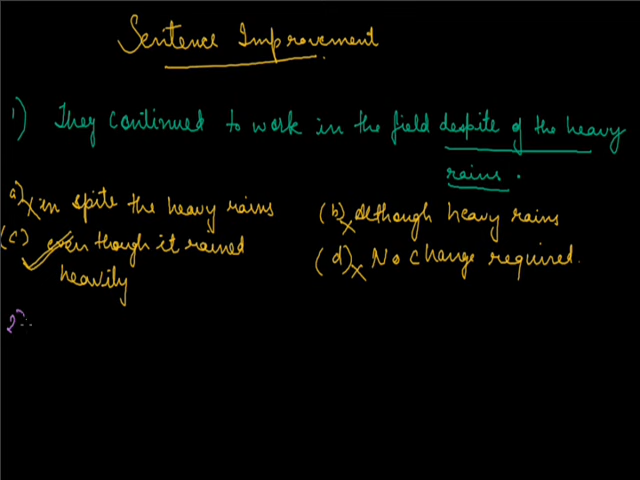 Sentence Improvement
1) They continued to work in the field despite of the heavy
rains.
a) in spite the heavy rains (b) although heavy rains
(c) even though it rained
heavily (d) No change required.
2)